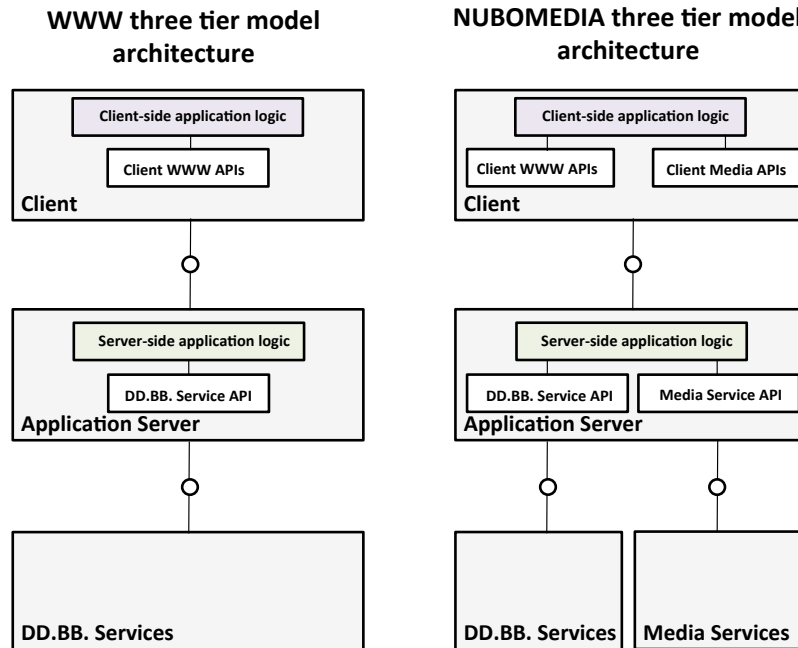 WWW three tier model
architecture
Client-side application logic
Client WWW APIs
Client
Server-side application logic
DD.BB. Service API
Application Server
DD.BB. Services
NUBOMEDIA three tier model
architecture
Client-side application logic
Client WWW APIs Client Media APIs
Client
Server-side application logic
DD.BB. Service API Media Service API
Application Server
DD.BB. Services Media Services